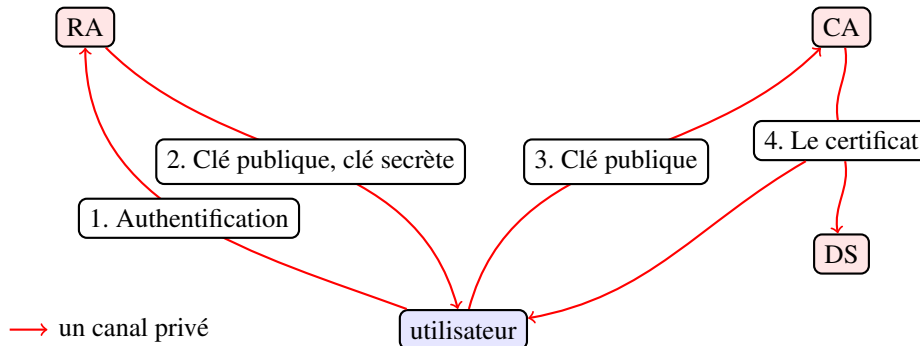 RA
CA
2. Clé publique, clé secrète
3. Clé publique
4. Le certificat
1. Authentification
DS
un canal privé
utilisateur